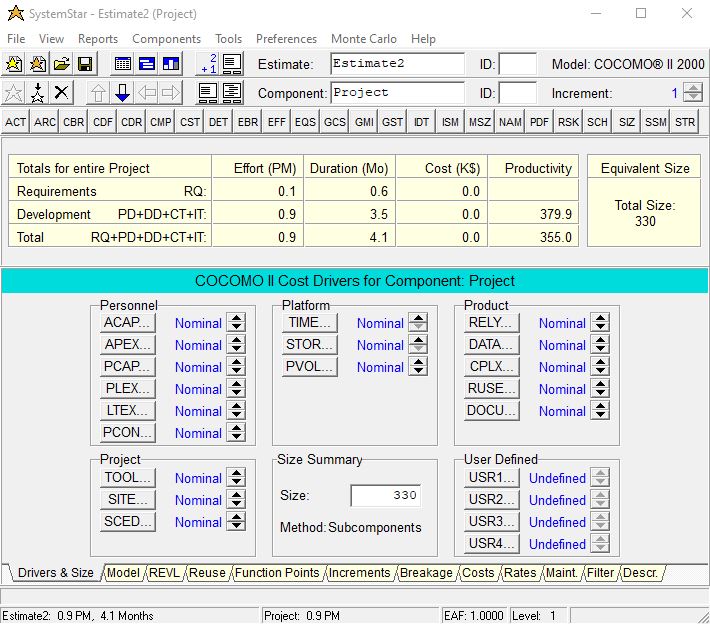 SystemStar - Estimate2 (Project)
File View Reports Components Tools Preferences Monte Carlo Help
2 +1 Estimate: Estimate2 ID: Model: COCOMO® II 2000
Component: Project ID: Increment: 1
ACT ARC CBR CDF CDR CMP CST DET EBR EFF EQS GCS GMI GST IDT ISM MSZ NAM PDF RSK SCH SIZ SSM STR
Totals for entire Project Effort (PM) Duration (Mo) Cost (K$) Productivity Equivalent Size
Requirements RQ: 0.1 0.6 0.0
Development PD+DD+CT+IT: 0.9 3.5 0.0 379.9 Total Size:
330
Total RQ+PD+DD+CT+IT: 0.9 4.1 0.0 355.0
COCOMO II Cost Drivers for Component: Project
Personnel Platform Product
ACAP... Nominal TIME... Nominal RELY... Nominal
APEX... Nominal STOR... Nominal DATA... Nominal
PCAP... Nominal PVOL... Nominal CPLX... Nominal
PLEX... Nominal RUSE... Nominal
LTEX... Nominal DOCU... Nominal
PCON... Nominal
Project Size Summary User Defined
TOOL... Nominal USR1... Undefined
SITE... Nominal Size: 330 USR2... Undefined
SCED... Nominal Method: Subcomponents USR3... Undefined
USR4... Undefined
Drivers & Size Model REVL Reuse Function Points Increments Breakage Costs Rates Maint. Filter Descr.
Estimate2: 0.9 PM, 4.1 Months Project: 0.9 PM EAF: 1.0000 Level: 1